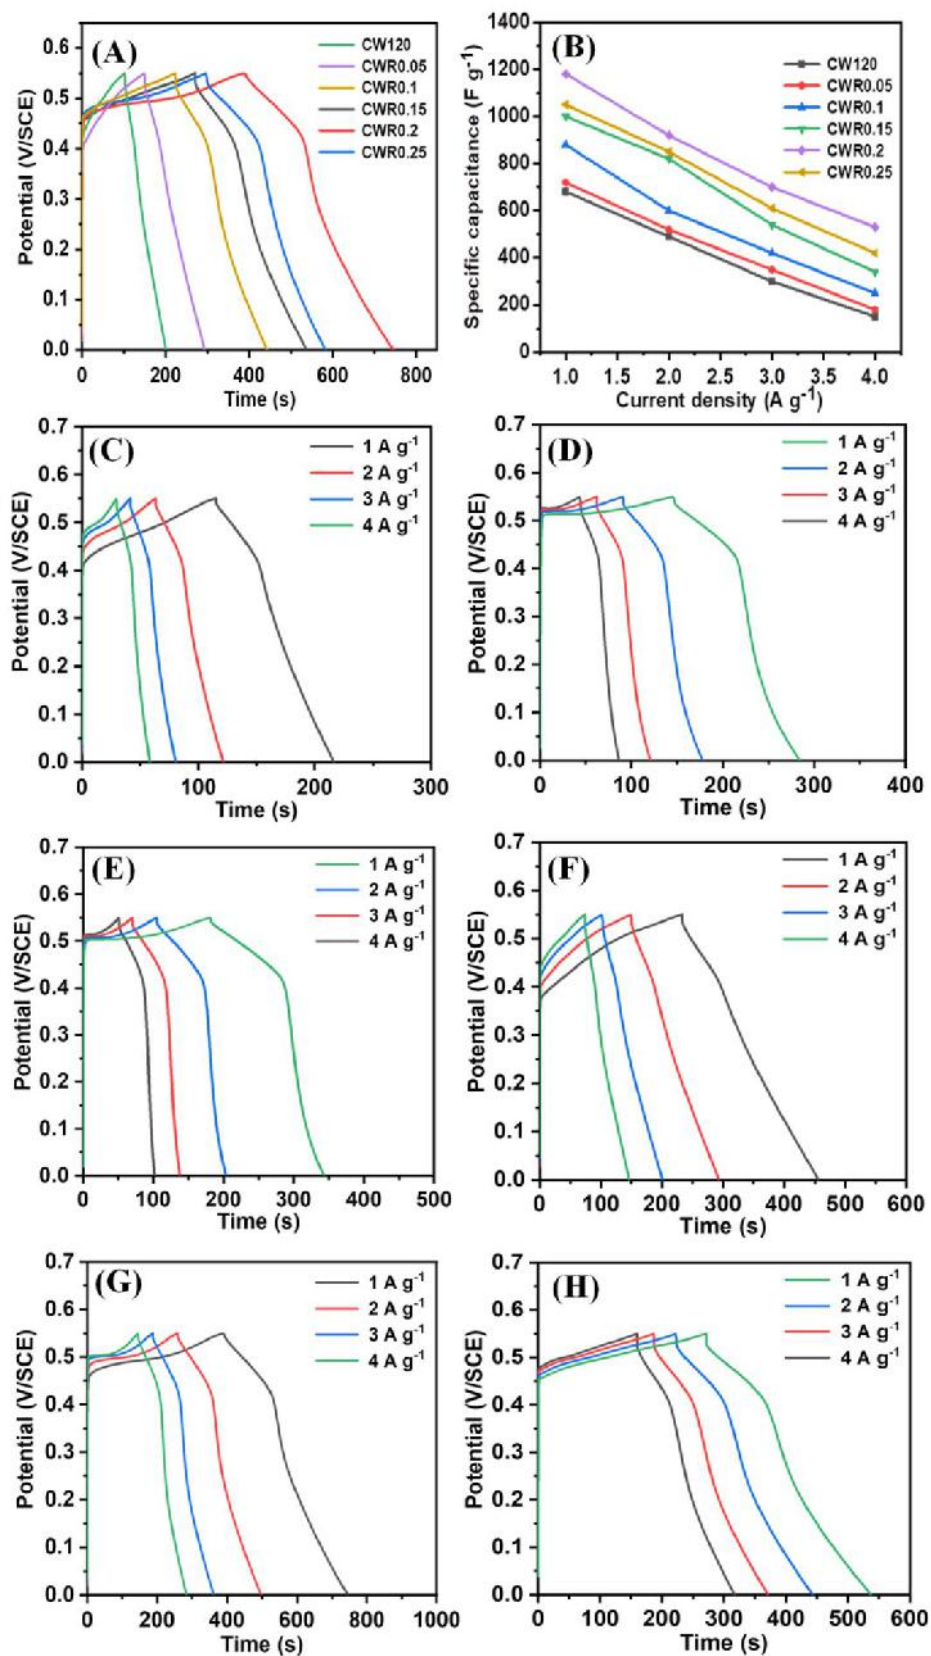 (A)
CW120
CWR0.05
CWR0.1
CWR0.15
CWR0.2
CWR0.25
0.6
0.5
0.4
0.3
0.2
0.1
0.0
0 200 400 600 800
Potential (V/SCE)
Time (s)
(B)
CW120
CWR0.05
CWR0.1
CWR0.15
CWR0.2
CWR0.25
1400
1200
1000
800
600
400
200
0
1.0 1.5 2.0 2.5 3.0 3.5 4.0
Specific capacitance (F g⁻¹)
Current density (A g⁻¹)
(C)
1 A g⁻¹
2 A g⁻¹
3 A g⁻¹
4 A g⁻¹
0.7
0.6
0.5
0.4
0.3
0.2
0.1
0.0
0 100 200 300
Potential (V/SCE)
Time (s)
(D)
1 A g⁻¹
2 A g⁻¹
3 A g⁻¹
4 A g⁻¹
0.7
0.6
0.5
0.4
0.3
0.2
0.1
0.0
0 100 200 300 400
Potential (V/SCE)
Time (s)
(E)
1 A g⁻¹
2 A g⁻¹
3 A g⁻¹
4 A g⁻¹
0.7
0.6
0.5
0.4
0.3
0.2
0.1
0.0
0 100 200 300 400 500
Potential (V/SCE)
Time (s)
(F)
1 A g⁻¹
2 A g⁻¹
3 A g⁻¹
4 A g⁻¹
0.7
0.6
0.5
0.4
0.3
0.2
0.1
0.0
0 100 200 300 400 500 600
Potential (V/SCE)
Time (s)
(G)
1 A g⁻¹
2 A g⁻¹
3 A g⁻¹
4 A g⁻¹
0.7
0.6
0.5
0.4
0.3
0.2
0.1
0.0
0 200 400 600 800 1000
Potential (V/SCE)
Time (s)
(H)
1 A g⁻¹
2 A g⁻¹
3 A g⁻¹
4 A g⁻¹
0.7
0.6
0.5
0.4
0.3
0.2
0.1
0.0
0 100 200 300 400 500 600
Potential (V/SCE)
Time (s)